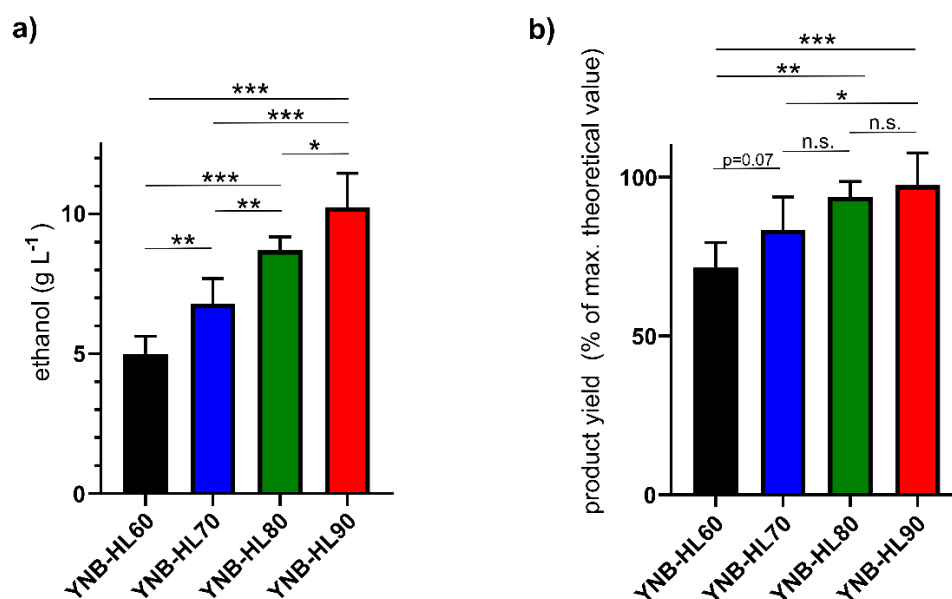 a)
***
***
*
***
**
**
ethanol (g L⁻¹)
10
5
0
YNB-HL60
YNB-HL70
YNB-HL80
YNB-HL90
b)
***
**
*
n.s.
n.s.
p=0.07
product yield (% of max. theoretical value)
100
50
0
YNB-HL60
YNB-HL70
YNB-HL80
YNB-HL90